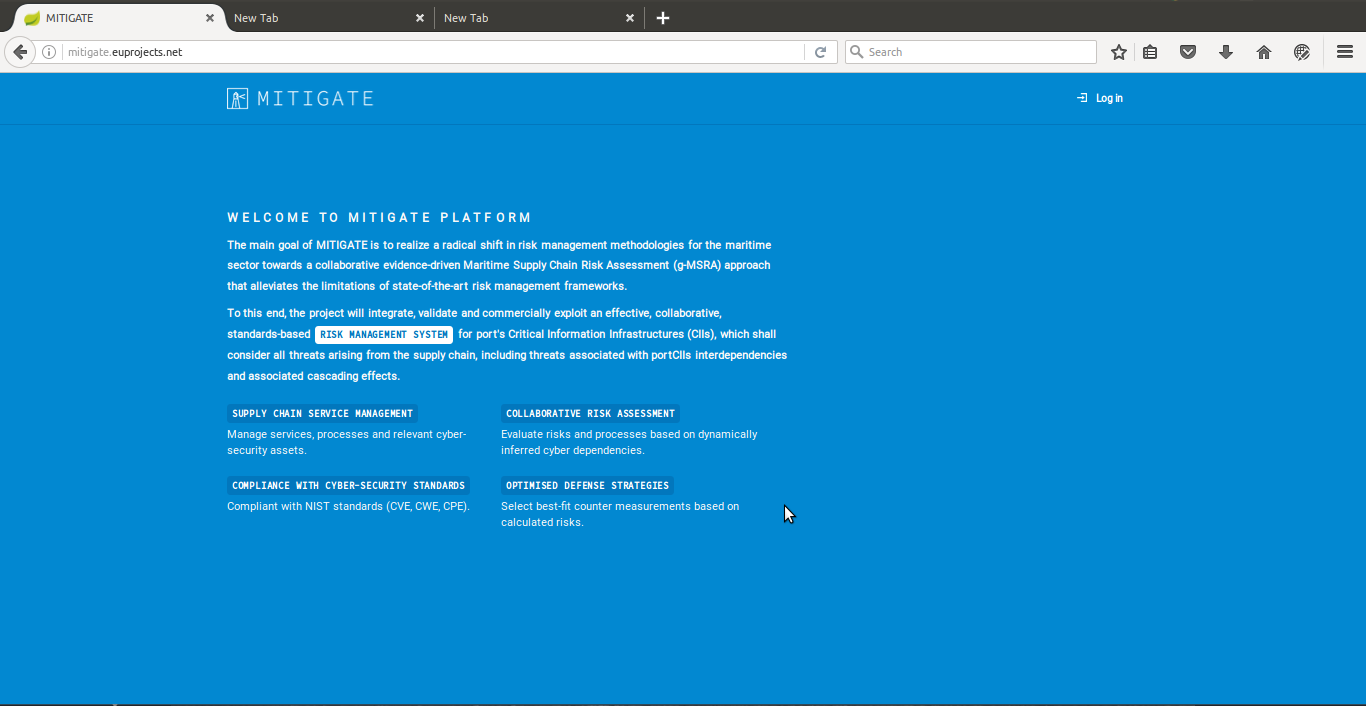 MITIGATE
New Tab
New Tab
mitigate.euprojects.net
Search
MITIGATE
Log in
WELCOME TO MITIGATE PLATFORM
The main goal of MITIGATE is to realize a radical shift in risk management methodologies for the maritime
sector towards a collaborative evidence-driven Maritime Supply Chain Risk Assessment (g-MSRA) approach
that alleviates the limitations of state-of-the-art risk management frameworks.
To this end, the project will integrate, validate and commercially exploit an effective, collaborative,
standards-based RISK MANAGEMENT SYSTEM for port's Critical Information Infrastructures (CIIs), which shall
consider all threats arising from the supply chain, including threats associated with portCIIs interdependencies
and associated cascading effects.
SUPPLY CHAIN SERVICE MANAGEMENT
Manage services, processes and relevant cyber-
security assets.
COLLABORATIVE RISK ASSESSMENT
Evaluate risks and processes based on dynamically
inferred cyber dependencies.
COMPLIANCE WITH CYBER-SECURITY STANDARDS
Compliant with NIST standards (CVE, CWE, CPE).
OPTIMISED DEFENSE STRATEGIES
Select best-fit counter measurements based on
calculated risks.